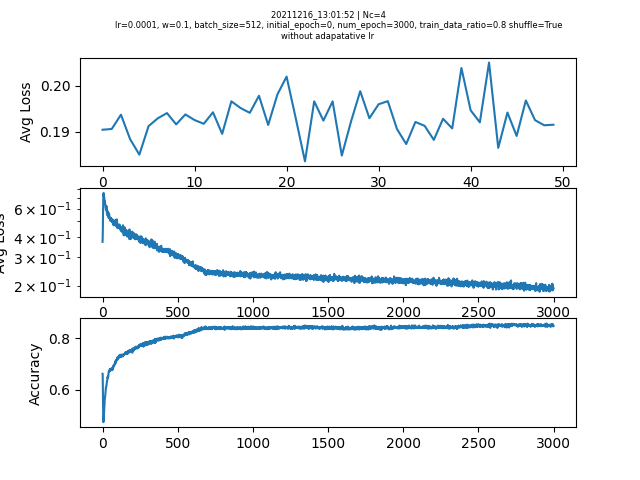 20211216_13:01:52 | Nc=4
lr=0.0001, w=0.1, batch_size=512, initial_epoch=0, num_epoch=3000, train_data_ratio=0.8 shuffle=True
without adapatative lr
Avg Loss
0.20
0.19
0 10 20 30 40 50
Avg Loss
6 × 10⁻¹
4 × 10⁻¹
3 × 10⁻¹
2 × 10⁻¹
0 500 1000 1500 2000 2500 3000
Accuracy
0.8
0.6
0 500 1000 1500 2000 2500 3000